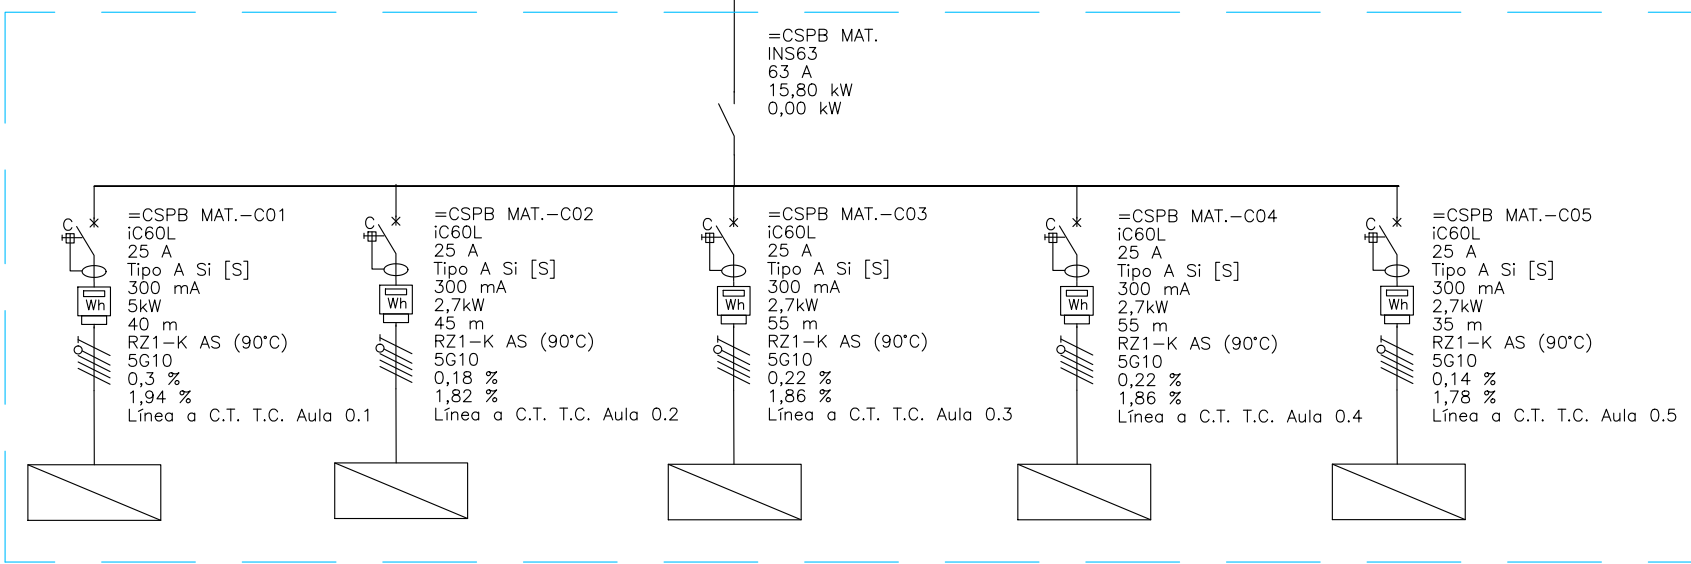 =CSPB MAT.
INS63
63 A
15,80 kW
0,00 kW
C
=CSPB MAT.-C01
iC60L
25 A
Tipo A Si [S]
300 mA
Wh
5kW
40 m
RZ1-K AS (90°C)
5G10
0,3 %
1,94 %
Línea a C.T. T.C. Aula 0.1
C
=CSPB MAT.-C02
iC60L
25 A
Tipo A Si [S]
300 mA
Wh
2,7kW
45 m
RZ1-K AS (90°C)
5G10
0,18 %
1,82 %
Línea a C.T. T.C. Aula 0.2
C
=CSPB MAT.-C03
iC60L
25 A
Tipo A Si [S]
300 mA
Wh
2,7kW
55 m
RZ1-K AS (90°C)
5G10
0,22 %
1,86 %
Línea a C.T. T.C. Aula 0.3
C
=CSPB MAT.-C04
iC60L
25 A
Tipo A Si [S]
300 mA
Wh
2,7kW
55 m
RZ1-K AS (90°C)
5G10
0,22 %
1,86 %
Línea a C.T. T.C. Aula 0.4
C
=CSPB MAT.-C05
iC60L
25 A
Tipo A Si [S]
300 mA
Wh
2,7kW
35 m
RZ1-K AS (90°C)
5G10
0,14 %
1,78 %
Línea a C.T. T.C. Aula 0.5